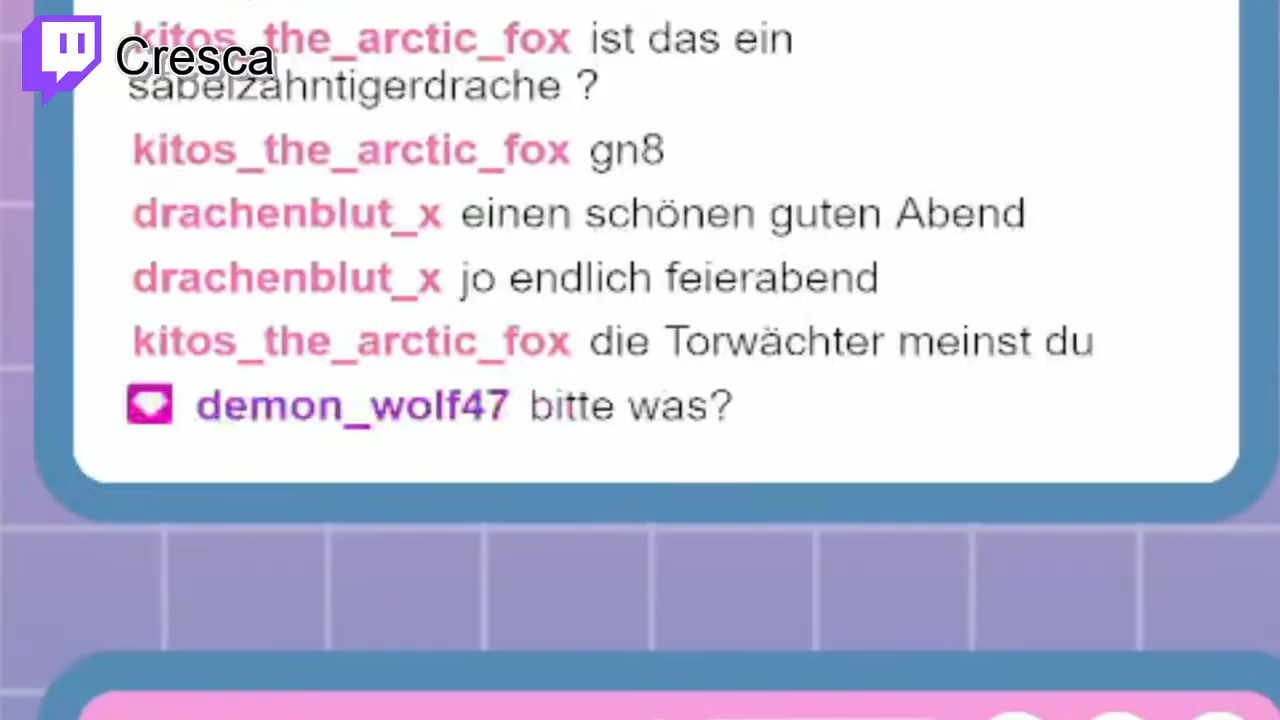 Cresca
kitos_the_arctic_fox ist das ein
säbelzähntigerdrache ?
kitos_the_arctic_fox gn8
drachenblut_x einen schönen guten Abend
drachenblut_x jo endlich feierabend
kitos_the_arctic_fox die Torwächter meinst du
demon_wolf47 bitte was?